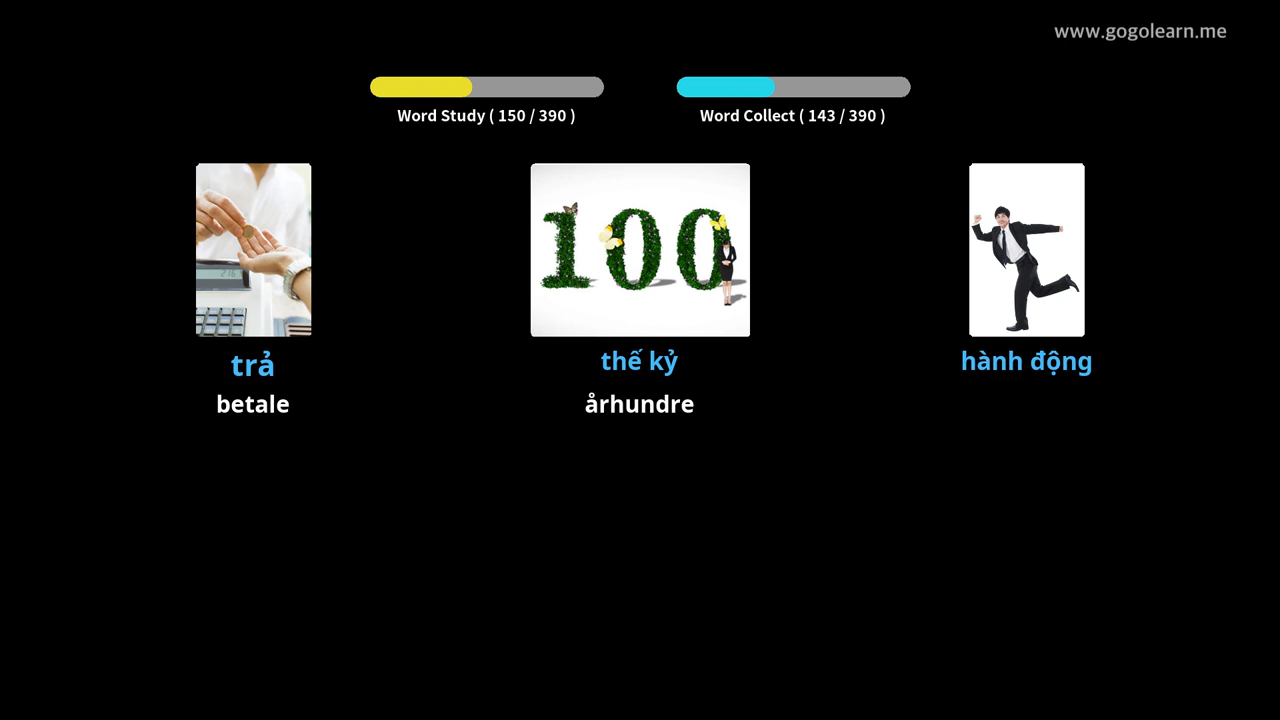 www.gogolearn.me
Word Study ( 150 / 390 )
Word Collect ( 143 / 390 )
trả
thế kỷ
hành động
betale
århundre